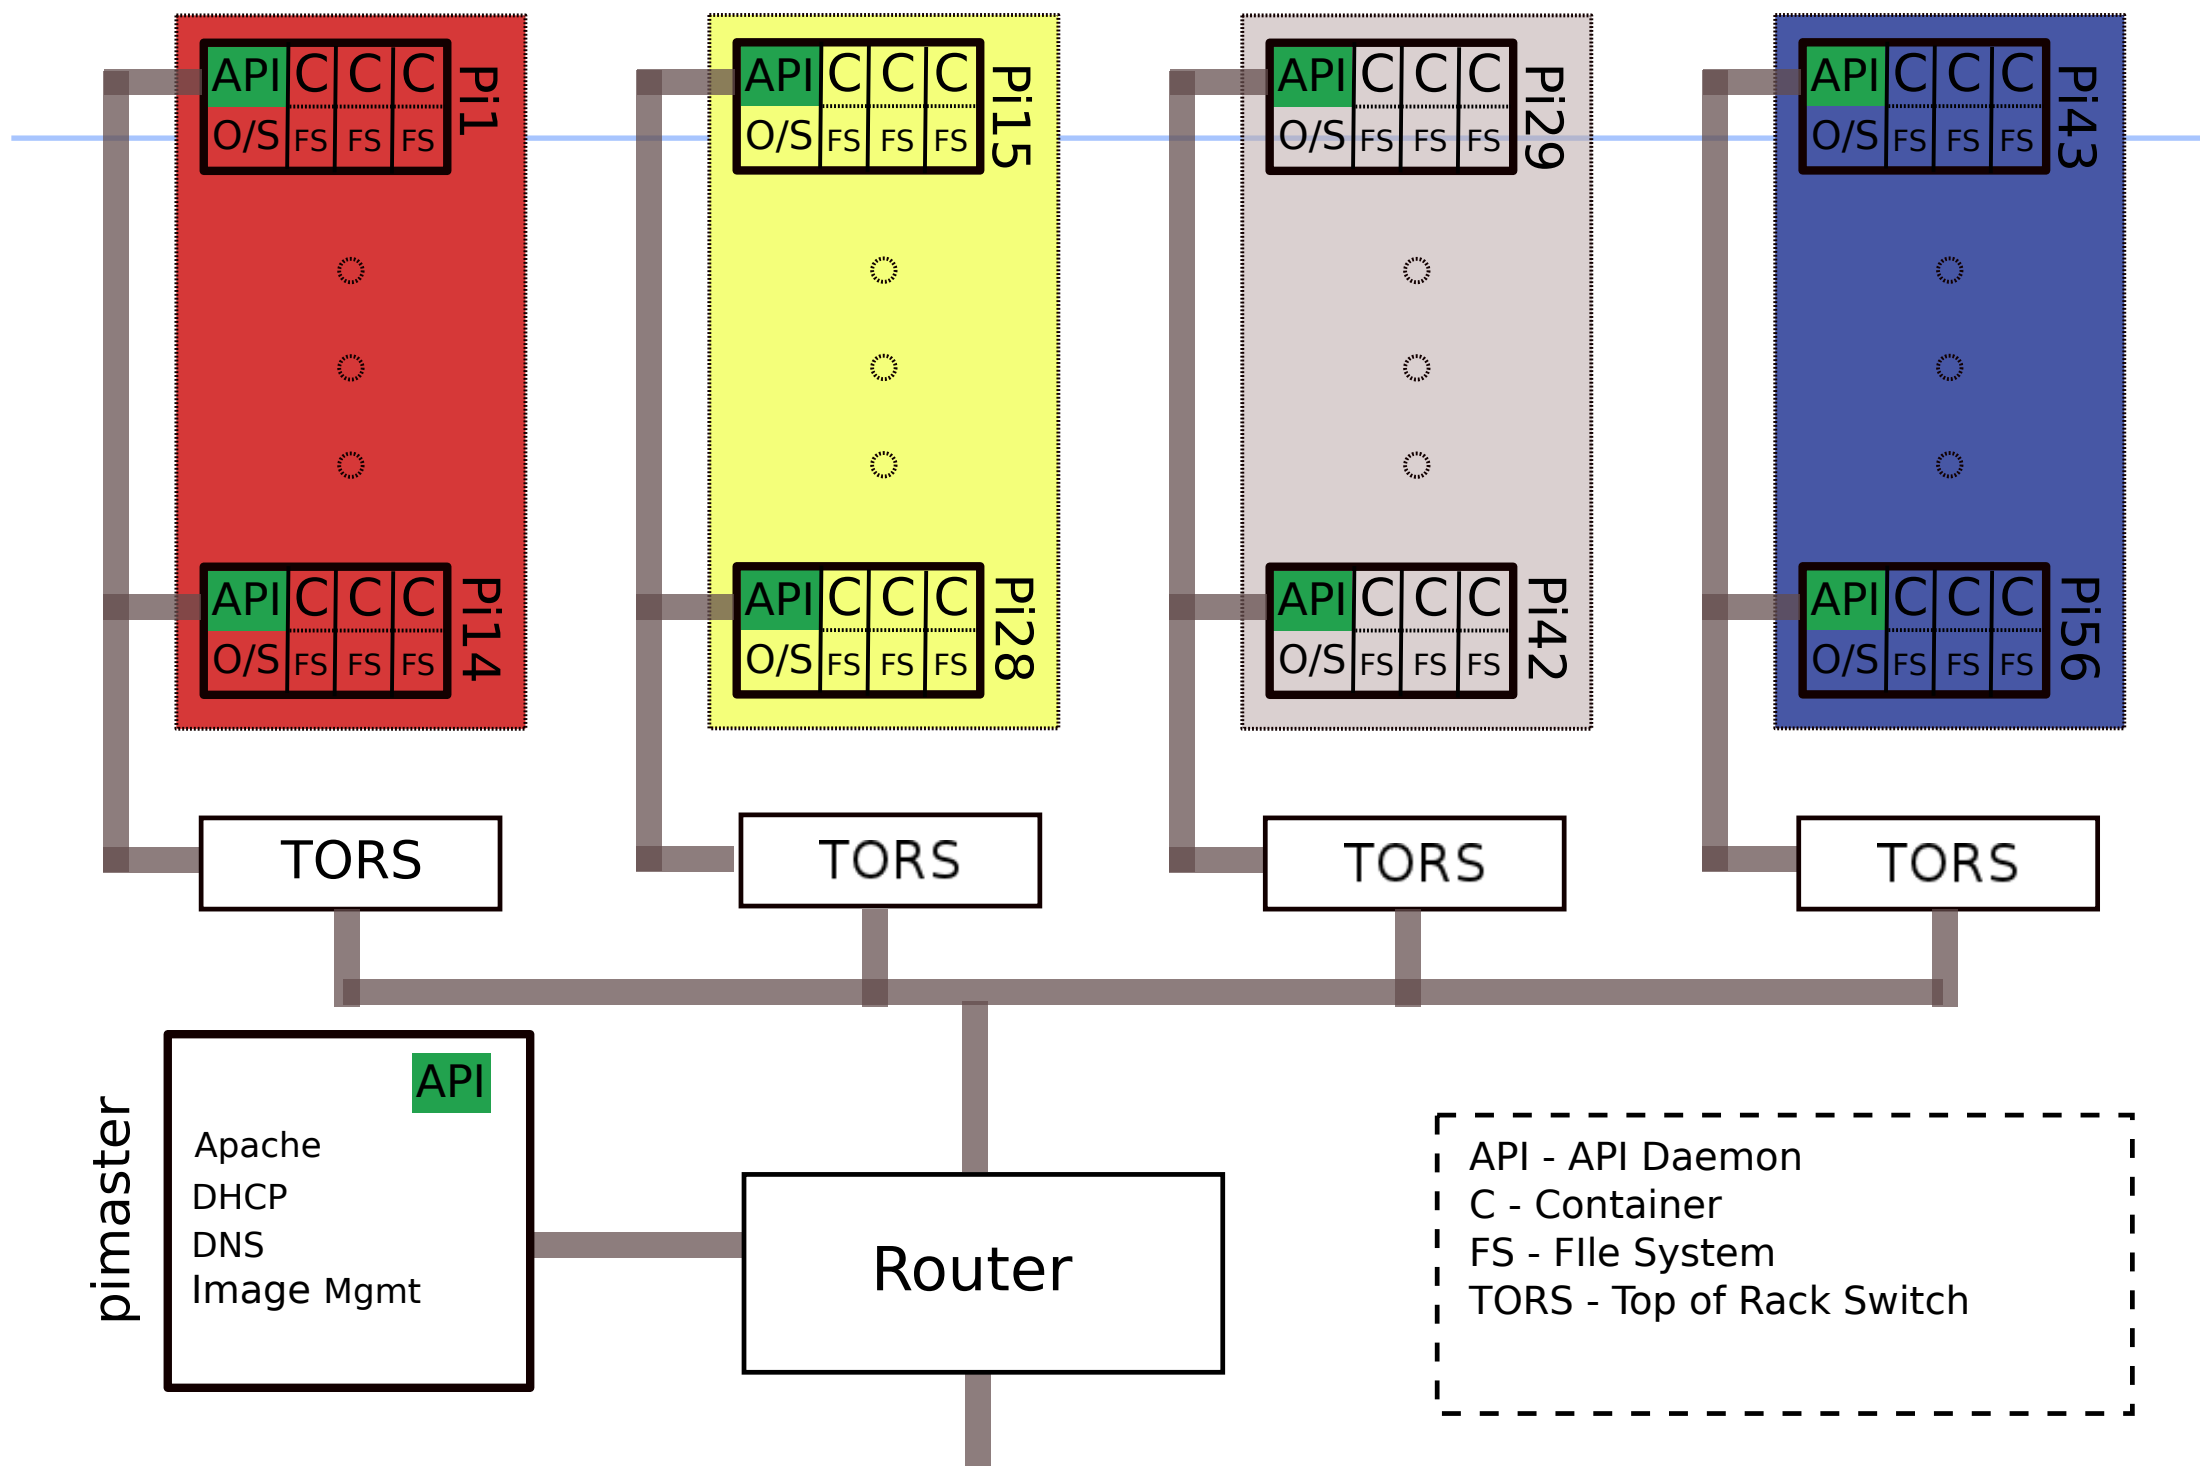 API C C C
O/S FS FS FS
Pi1
API C C C
O/S FS FS FS
Pi15
API C C C
O/S FS FS FS
Pi29
API C C C
O/S FS FS FS
Pi43
API C C C
O/S FS FS FS
Pi14
API C C C
O/S FS FS FS
Pi28
API C C C
O/S FS FS FS
Pi42
API C C C
O/S FS FS FS
Pi56
TORS
TORS
TORS
TORS
pimaster
API
Apache
DHCP
DNS
Image Mgmt
Router
API - API Daemon
C - Container
FS - FIle System
TORS - Top of Rack Switch